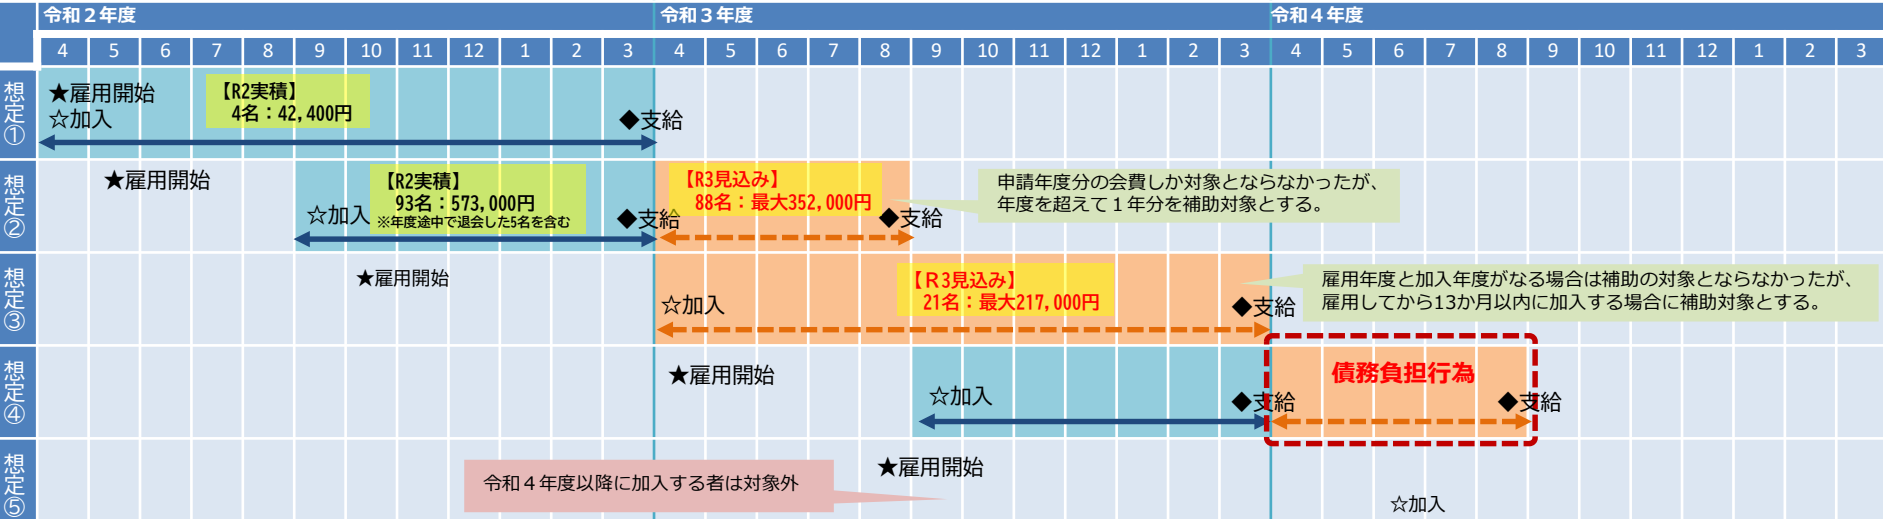 令和２年度 令和３年度 令和４年度
4 5 6 7 8 9 10 11 12 1 2 3 4 5 6 7 8 9 10 11 12 1 2 3 4 5 6 7 8 9 10 11 12 1 2 3
想定①
★雇用開始
☆加入
【R2実積】
4名：42,400円
◆支給
想定②
★雇用開始
☆加入
【R2実積】
93名：573,000円
※年度途中で退会した5名を含む
◆支給
【R3見込み】
88名：最大352,000円
◆支給
申請年度分の会費しか対象とならなかったが、
年度を超えて１年分を補助対象とする。
想定③
★雇用開始
☆加入
【Ｒ3見込み】
21名：最大217,000円
◆支給
雇用年度と加入年度がなる場合は補助の対象とならなかったが、
雇用してから13か月以内に加入する場合に補助対象とする。
想定④
★雇用開始
☆加入
◆支給
債務負担行為
◆支給
想定⑤
令和４年度以降に加入する者は対象外
★雇用開始
☆加入